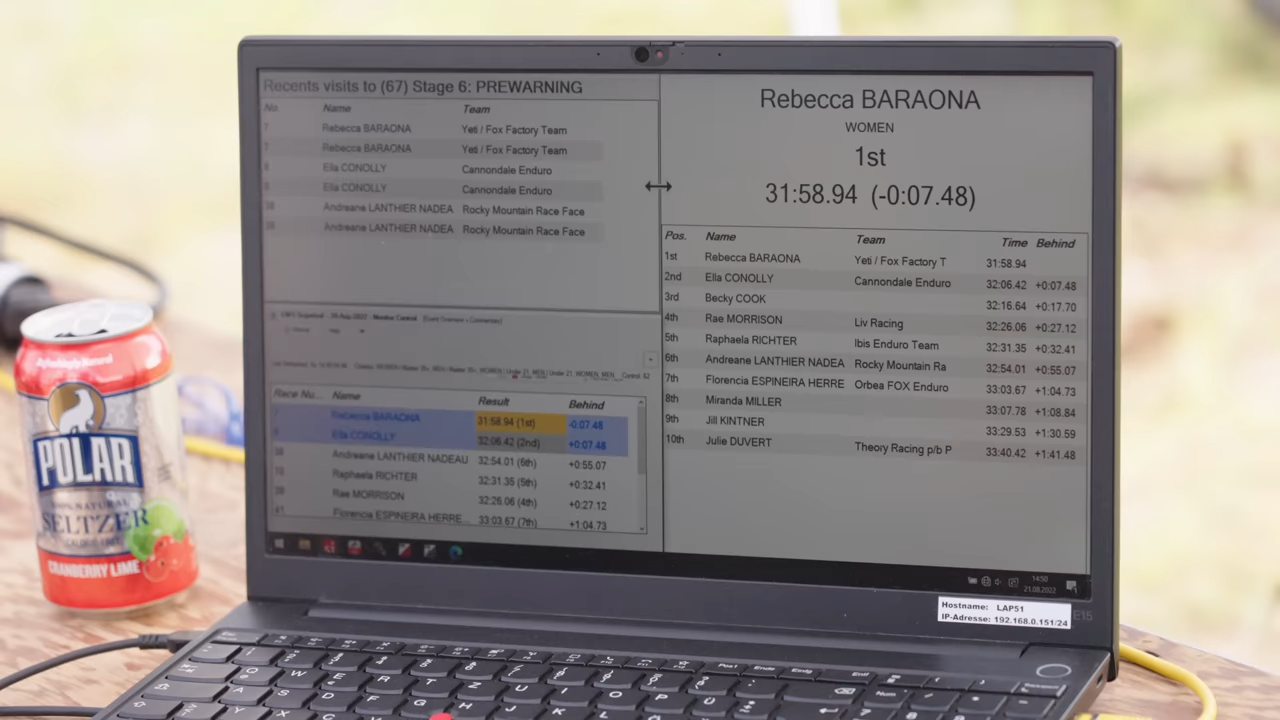 Recents visits to (67) Stage 6: PREWARNING
Name Team
Rebecca BARAONA Yeti / Fox Factory Team
Rebecca BARAONA Yeti / Fox Factory Team
Ella CONOLLY Cannondale Enduro
Ella CONOLLY Cannondale Enduro
Andreane LANTHIER NADEA Rocky Mountain Race Face
Andreane LANTHIER NADEA Rocky Mountain Race Face
Race Nu... Name Result Behind
Rebecca BARAONA 31:58.94 (1st) -0:07.48
Ella CONOLLY 32:06.42 (2nd) +0:07.48
Andreane LANTHIER NADEAU 32:54.01 (6th) +0:55.07
Raphaela RICHTER 32:31.35 (5th) +0:32.41
Rae MORRISON 32:26.06 (4th) +0:27.12
Florencia ESPINEIRA HERRE... 33:03.67 (7th) +1:04.73
Rebecca BARAONA
WOMEN
1st
31:58.94 (-0:07.48)
Pos. Name Team Time Behind
1st Rebecca BARAONA Yeti / Fox Factory T 31:58.94
2nd Ella CONOLLY Cannondale Enduro 32:06.42 +0:07.48
3rd Becky COOK 32:16.64 +0:17.70
4th Rae MORRISON Liv Racing 32:26.06 +0:27.12
5th Raphaela RICHTER Ibis Enduro Team 32:31.35 +0:32.41
6th Andreane LANTHIER NADEA Rocky Mountain Ra 32:54.01 +0:55.07
7th Florencia ESPINEIRA HERRE Orbea FOX Enduro 33:03.67 +1:04.73
8th Miranda MILLER 33:07.78 +1:08.84
9th Jill KINTNER 33:29.53 +1:30.59
10th Julie DUVERT Theory Racing p/b P 33:40.42 +1:41.48
14:50
21.08.2022
Hostname: LAP51
IP-Adresse: 192.168.0.151/24
E15
POLAR
100% NATURAL
SELTZER
CRANBERRY LIME